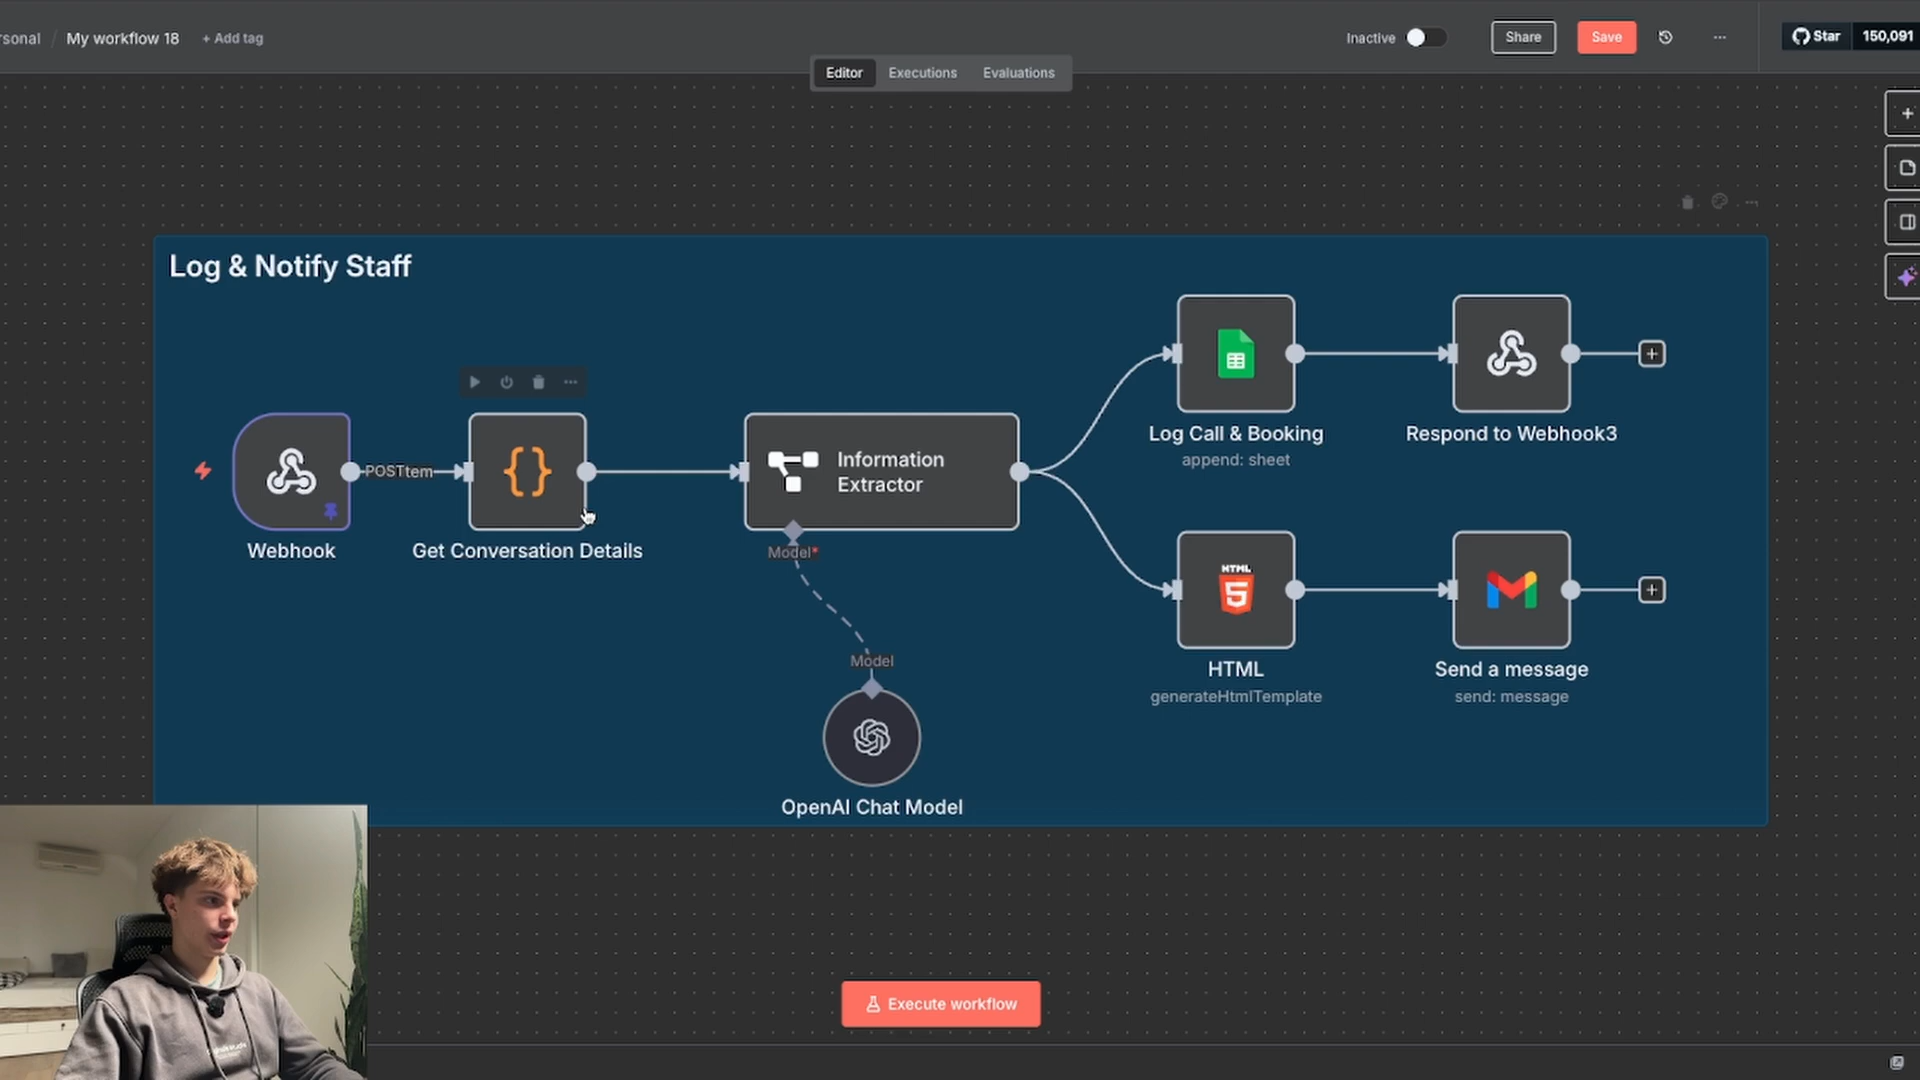 rsonal / My workflow 18 + Add tag
Inactive
Share
Save
Star 150,091
Editor Executions Evaluations
Log & Notify Staff
POSTtem
Webhook
Get Conversation Details
Information
Extractor
Model*
Model
OpenAI Chat Model
Log Call & Booking
append: sheet
Respond to Webhook3
HTML
HTML
generateHtmlTemplate
Send a message
send: message
Execute workflow